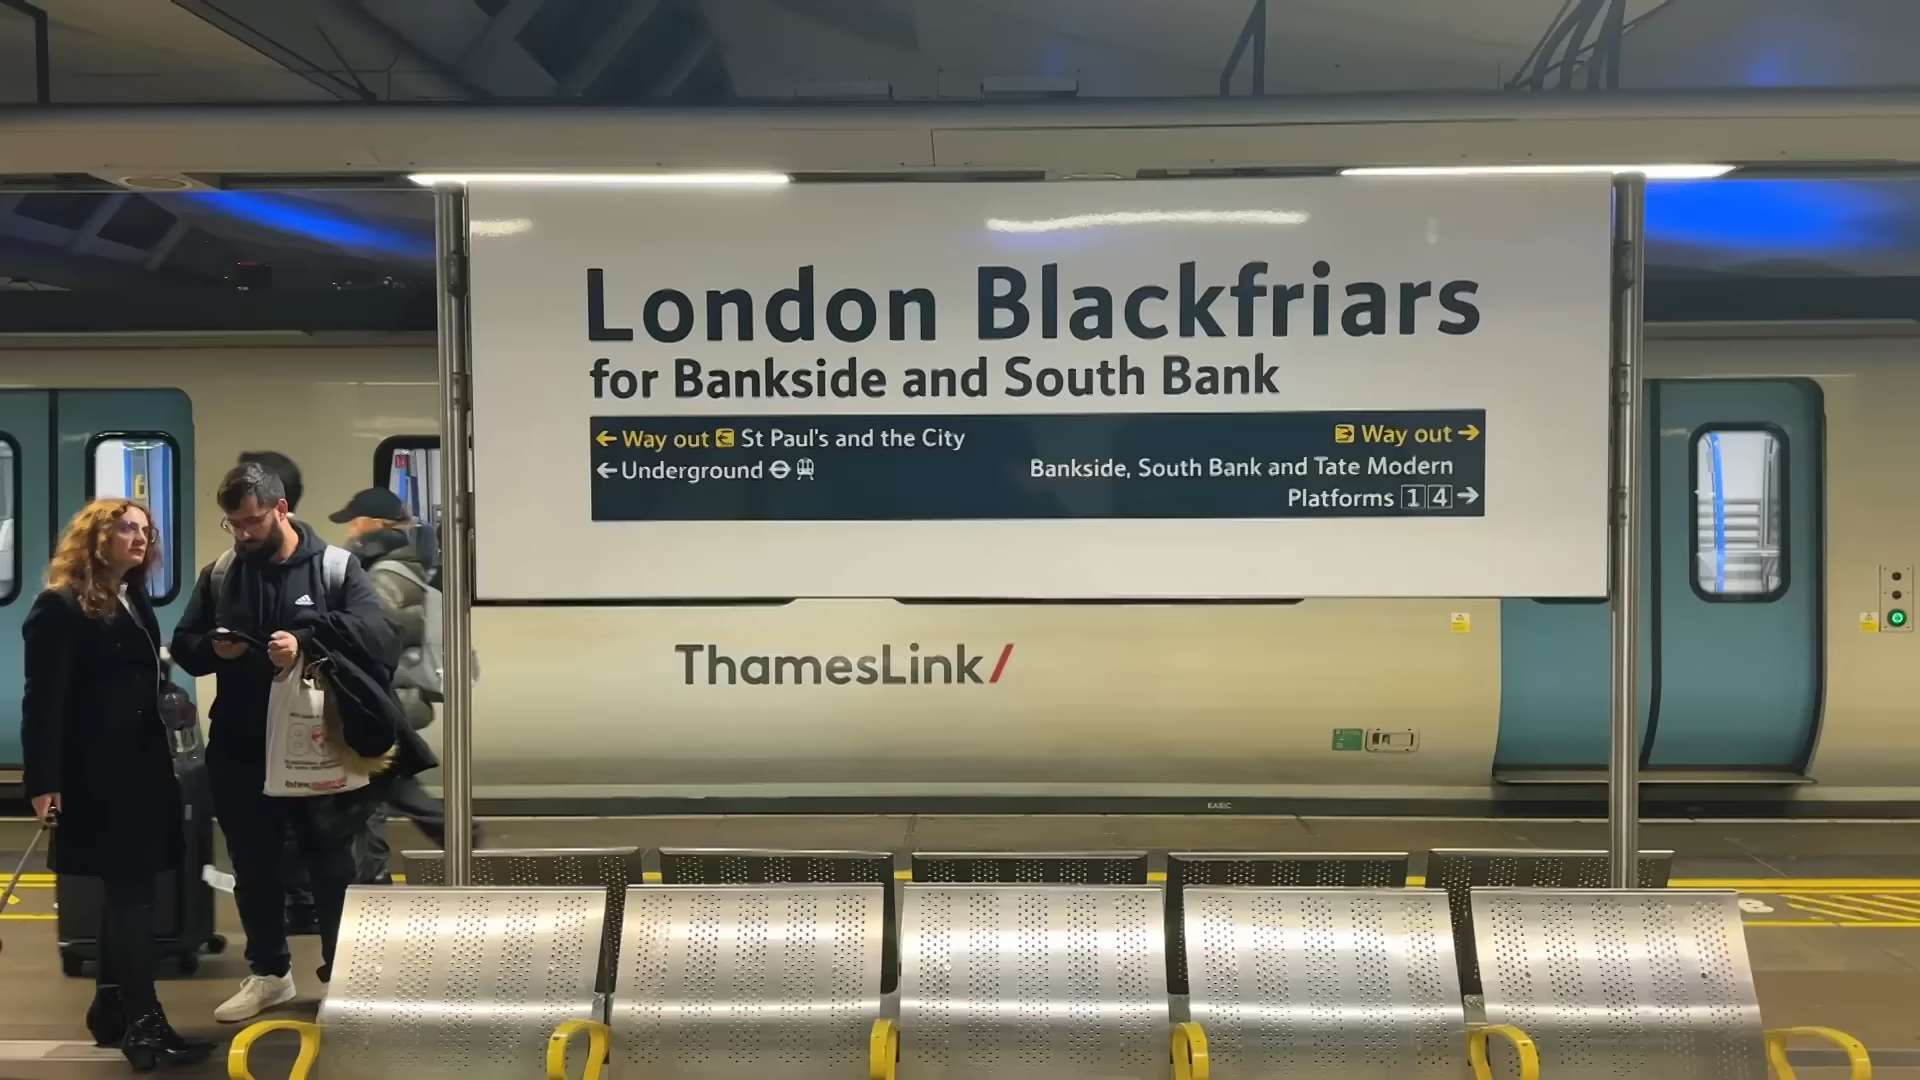 London Blackfriars
for Bankside and South Bank
← Way out St Paul's and the City
← Underground
Way out →
Bankside, South Bank and Tate Modern
Platforms 1 4 →
ThamesLink/